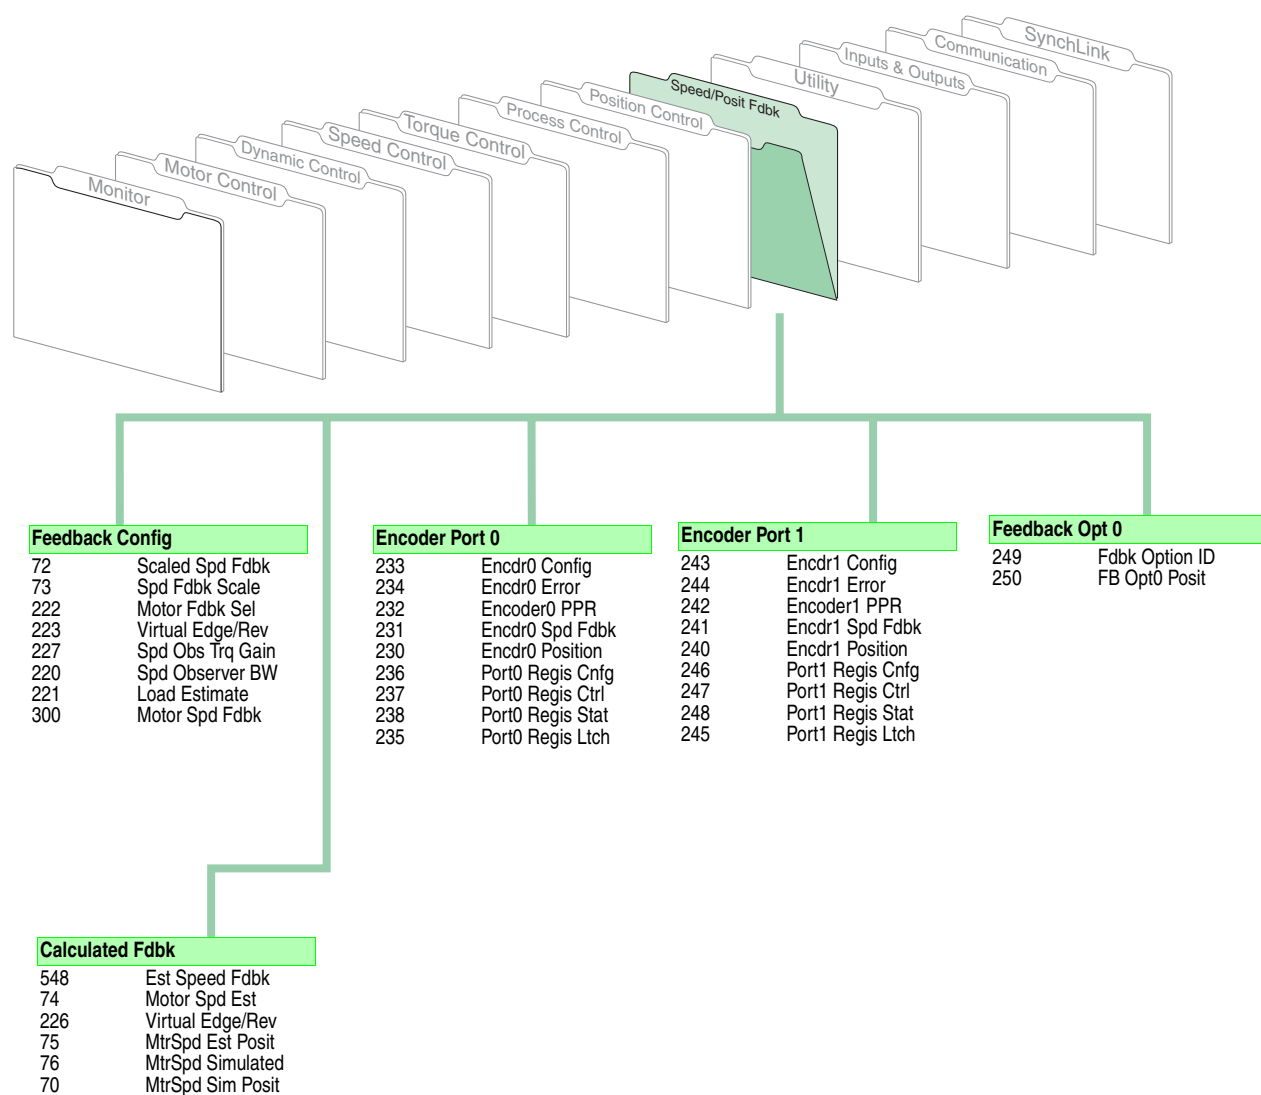 SynchLink
Communication
Inputs & Outputs
Utility
Speed/Posit Fdbk
Position Control
Process Control
Torque Control
Speed Control
Dynamic Control
Motor Control
Monitor
Feedback Config
72 Scaled Spd Fdbk
73 Spd Fdbk Scale
222 Motor Fdbk Sel
223 Virtual Edge/Rev
227 Spd Obs Trq Gain
220 Spd Observer BW
221 Load Estimate
300 Motor Spd Fdbk
Encoder Port 0
233 Encdr0 Config
234 Encdr0 Error
232 Encoder0 PPR
231 Encdr0 Spd Fdbk
230 Encdr0 Position
236 Port0 Regis Cnfg
237 Port0 Regis Ctrl
238 Port0 Regis Stat
235 Port0 Regis Ltch
Encoder Port 1
243 Encdr1 Config
244 Encdr1 Error
242 Encoder1 PPR
241 Encdr1 Spd Fdbk
240 Encdr1 Position
246 Port1 Regis Cnfg
247 Port1 Regis Ctrl
248 Port1 Regis Stat
245 Port1 Regis Ltch
Feedback Opt 0
249 Fdbk Option ID
250 FB Opt0 Posit
Calculated Fdbk
548 Est Speed Fdbk
74 Motor Spd Est
226 Virtual Edge/Rev
75 MtrSpd Est Posit
76 MtrSpd Simulated
70 MtrSpd Sim Posit